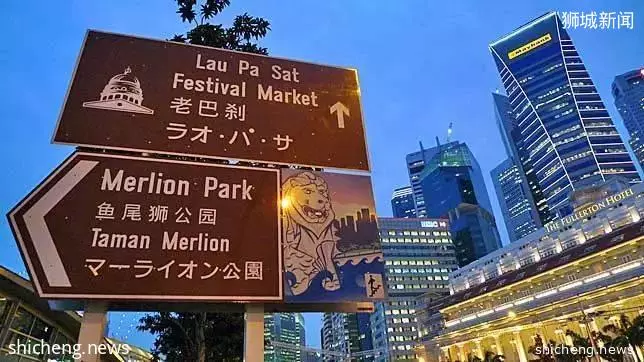 狮城新闻
Lau Pa Sat
Festival Market
老巴刹
ラオ・パ・サ
Merlion Park
鱼尾狮公园
Taman Merlion
マーライオン公園
Maybank
HSBC
THE FULLERTON HOTEL
shicheng.news
shicheng.news